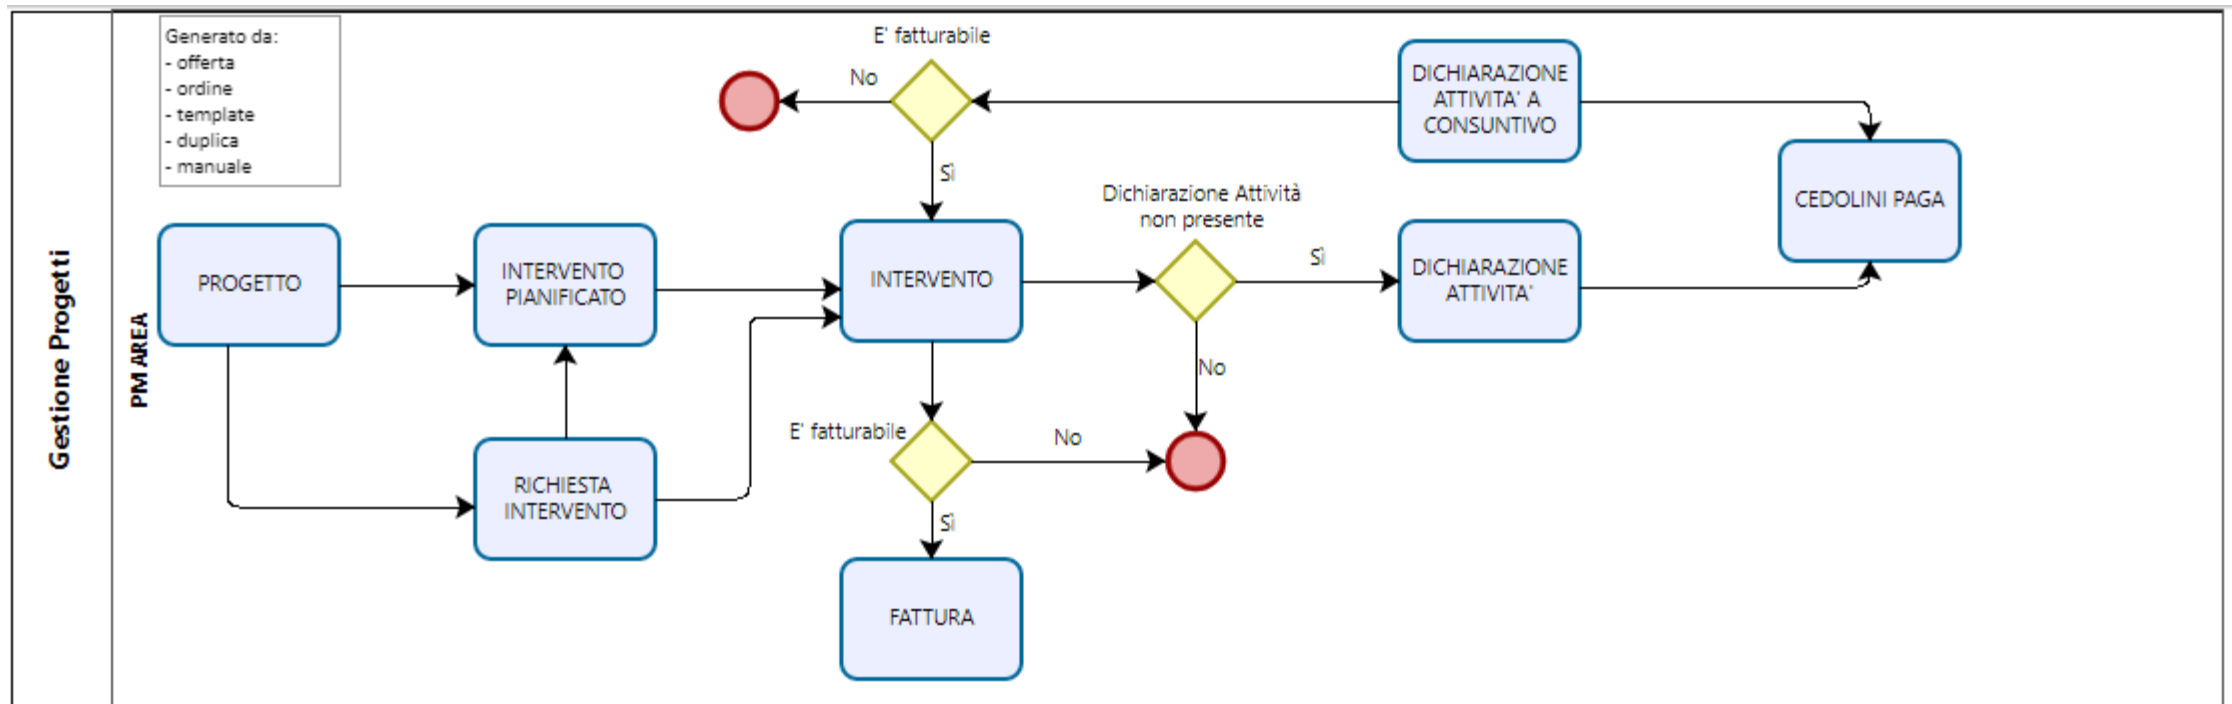 Gestione Progetti
PM AREA
Generato da:
- offerta
- ordine
- template
- duplica
- manuale
E' fatturabile
No
Sì
DICHIARAZIONE
ATTIVITA' A
CONSUNTIVO
CEDOLINI PAGA
Dichiarazione Attività
non presente
PROGETTO
INTERVENTO
PIANIFICATO
INTERVENTO
Sì
DICHIARAZIONE
ATTIVITA'
No
E' fatturabile
No
RICHIESTA
INTERVENTO
Sì
FATTURA